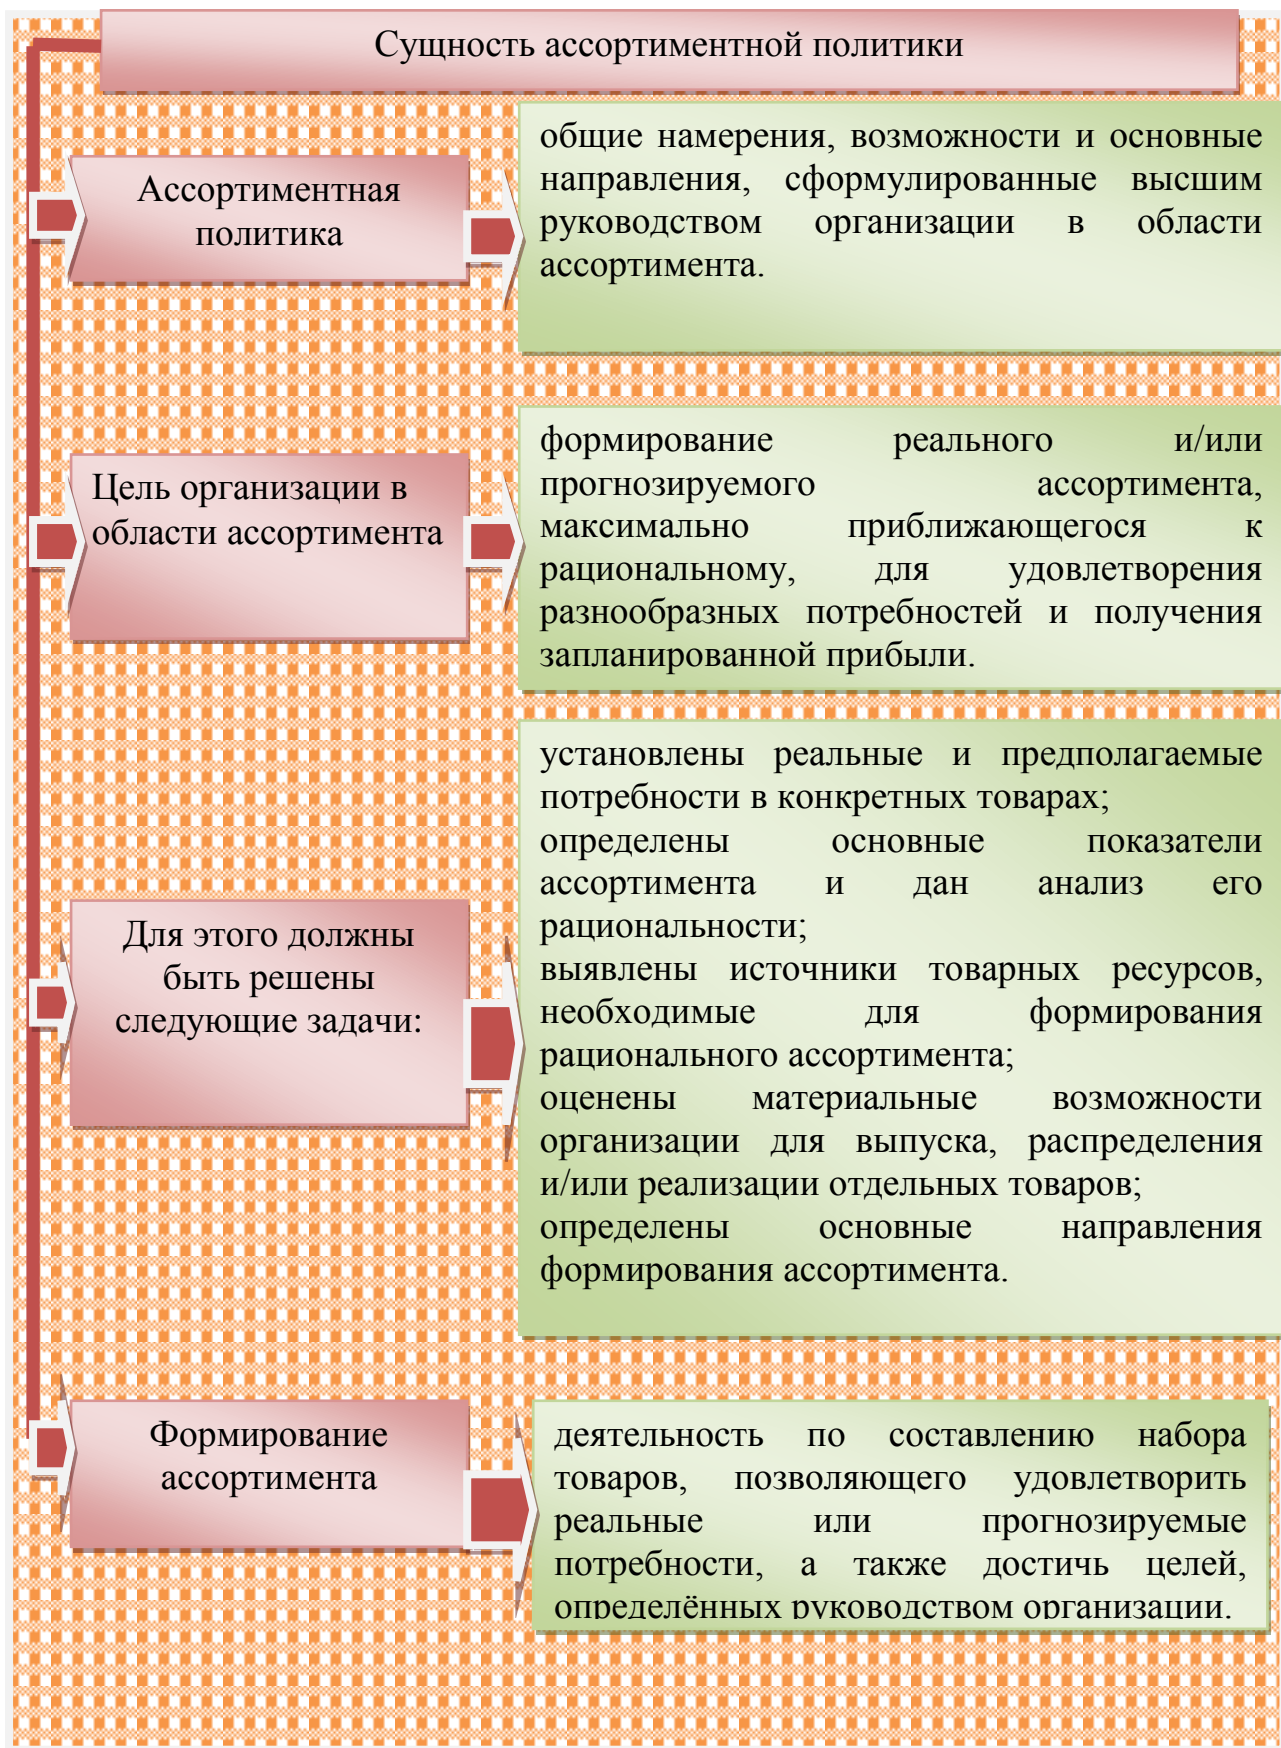 Сущность ассортиментной политики
Ассортиментная
политика
общие намерения, возможности и основные
направления, сформулированные высшим
руководством организации в области
ассортимента.
Цель организации в
области ассортимента
формирование реального и/или
прогнозируемого ассортимента,
максимально приближающегося к
рациональному, для удовлетворения
разнообразных потребностей и получения
запланированной прибыли.
Для этого должны
быть решены
следующие задачи:
установлены реальные и предполагаемые
потребности в конкретных товарах;
определены основные показатели
ассортимента и дан анализ его
рациональности;
выявлены источники товарных ресурсов,
необходимые для формирования
рационального ассортимента;
оценены материальные возможности
организации для выпуска, распределения
и/или реализации отдельных товаров;
определены основные направления
формирования ассортимента.
Формирование
ассортимента
деятельность по составлению набора
товаров, позволяющего удовлетворить
реальные или прогнозируемые
потребности, а также достичь целей,
определённых руководством организации.